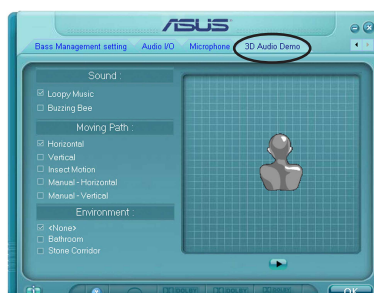 ASUS
Bass Management setting Audio I/O Microphone 3D Audio Demo
Sound :
Loopy Music
Buzzing Bee
Moving Path :
Horizontal
Vertical
Insect Motion
Manual - Horizontal
Manual - Vertical
Environment :
<None>
Bathroom
Stone Corridor
OK